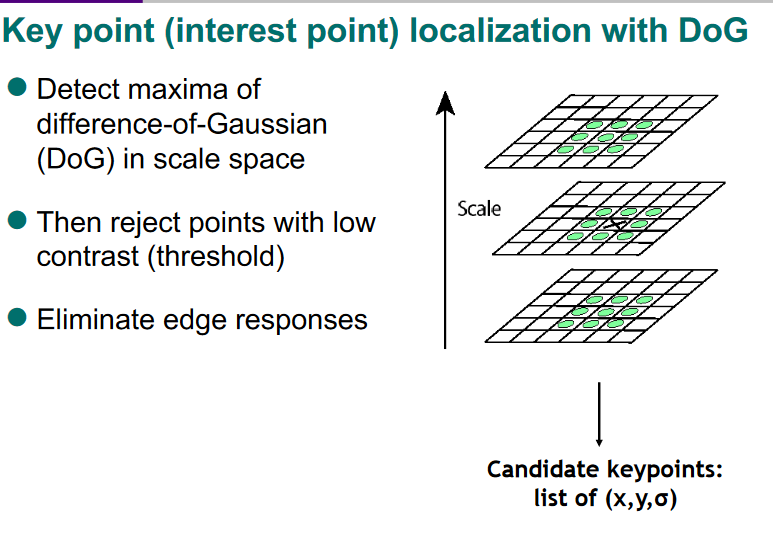 Key point (interest point) localization with DoG
Detect maxima of
difference-of-Gaussian
(DoG) in scale space
Then reject points with low
contrast (threshold)
Eliminate edge responses
Scale
Candidate keypoints:
list of (x,y,σ)